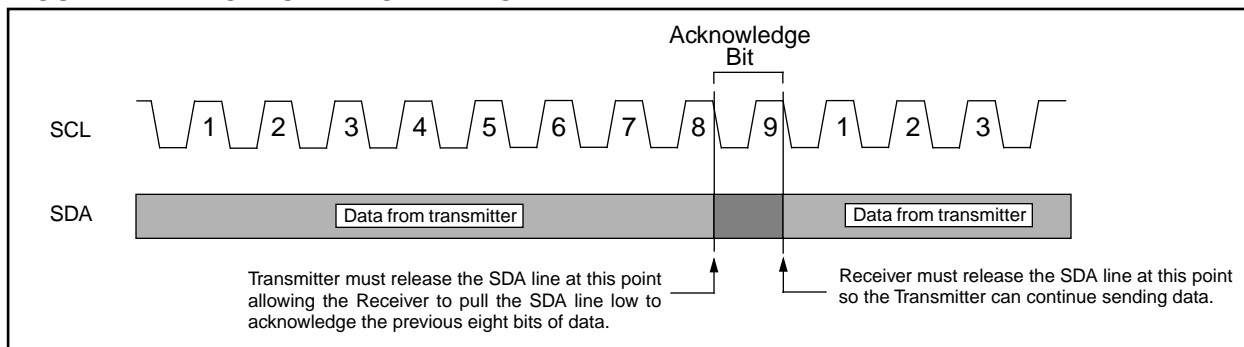 Acknowledge
Bit
SCL 1 2 3 4 5 6 7 8 9 1 2 3
SDA Data from transmitter Data from transmitter
Transmitter must release the SDA line at this point
allowing the Receiver to pull the SDA line low to
acknowledge the previous eight bits of data.
Receiver must release the SDA line at this point
so the Transmitter can continue sending data.